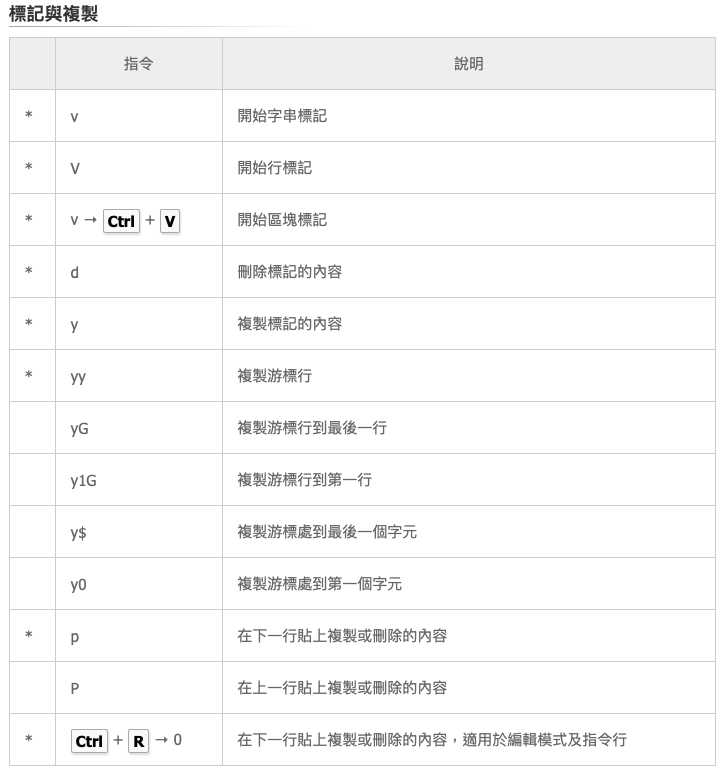 標記與複製
指令 說明
* v 開始字串標記
* V 開始行標記
* v → Ctrl + V 開始區塊標記
* d 刪除標記的內容
* y 複製標記的內容
* yy 複製游標行
yG 複製游標行到最後一行
y1G 複製游標行到第一行
y$ 複製游標處到最後一個字元
y0 複製游標處到第一個字元
* p 在下一行貼上複製或刪除的內容
P 在上一行貼上複製或刪除的內容
* Ctrl + R → 0 在下一行貼上複製或刪除的內容，適用於編輯模式及指令行